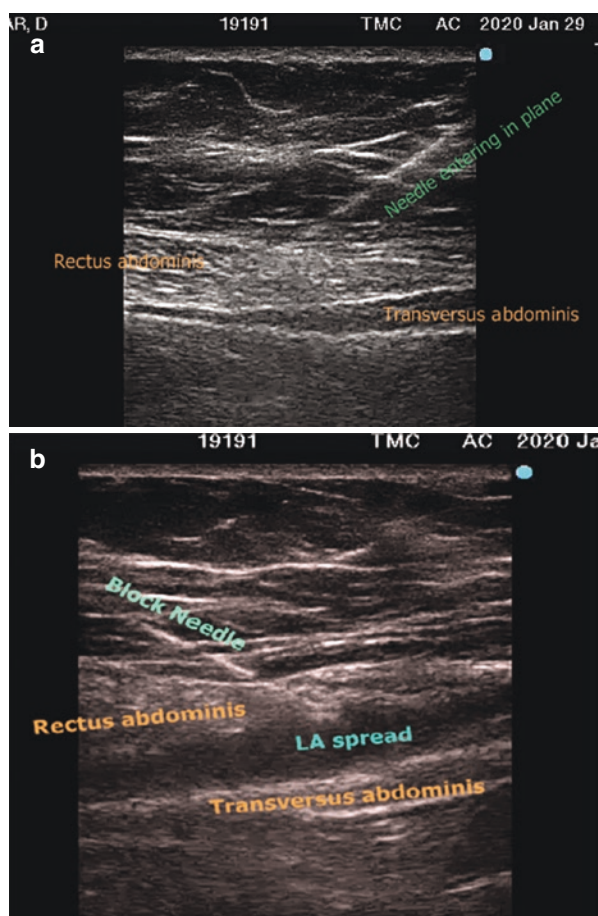 AR, D 19191 TMC AC 2020 Jan 29
a
Needle entering in plane
Rectus abdominis
Transversus abdominis
19191 TMC AC 2020 Ja
b
Block Needle
Rectus abdominis
LA spread
Transversus abdominis